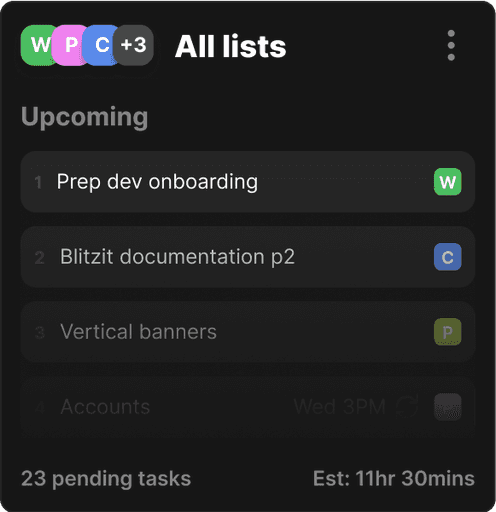 W P C +3 All lists
Upcoming
1 Prep dev onboarding W
2 Blitzit documentation p2 C
3 Vertical banners P
4 Accounts Wed 3PM
23 pending tasks Est: 11hr 30mins